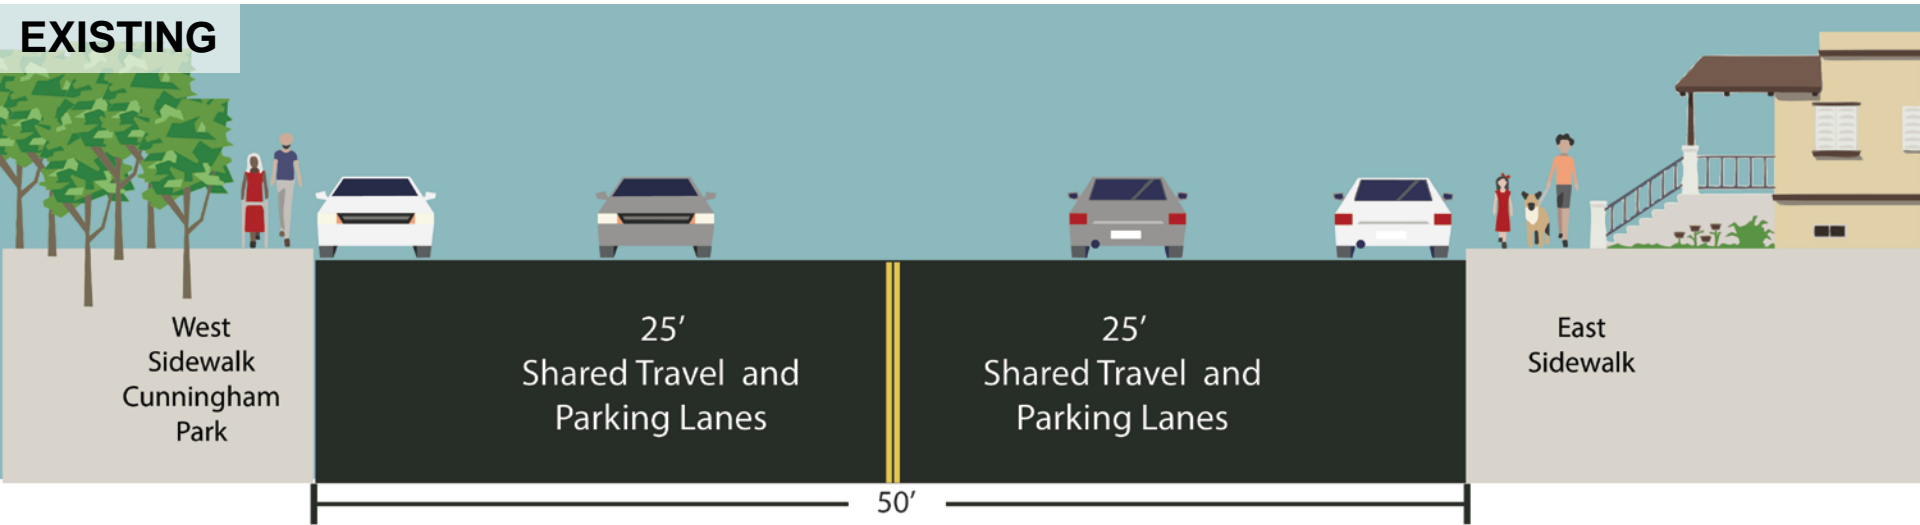 EXISTING
West
Sidewalk
Cunningham
Park
25’
Shared Travel and
Parking Lanes
25’
Shared Travel and
Parking Lanes
East
Sidewalk
50’